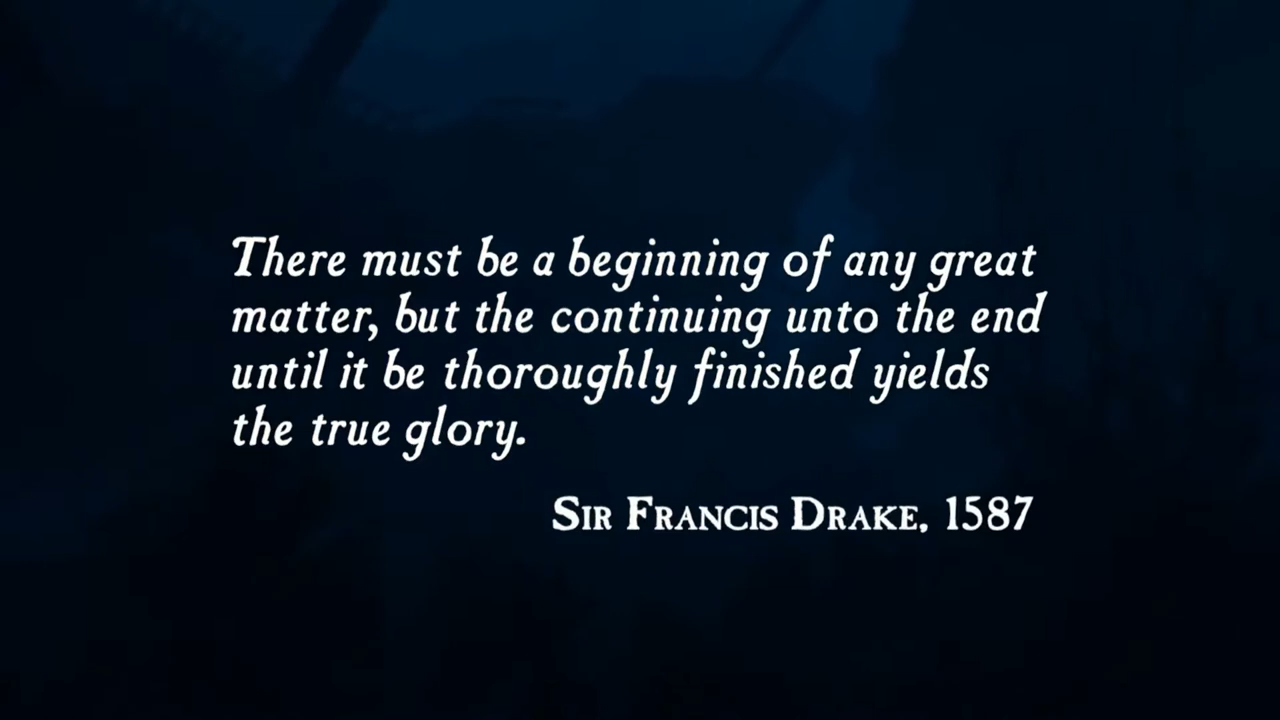 There must be a beginning of any great
matter, but the continuing unto the end
until it be thoroughly finished yields
the true glory.
Sir Francis Drake, 1587